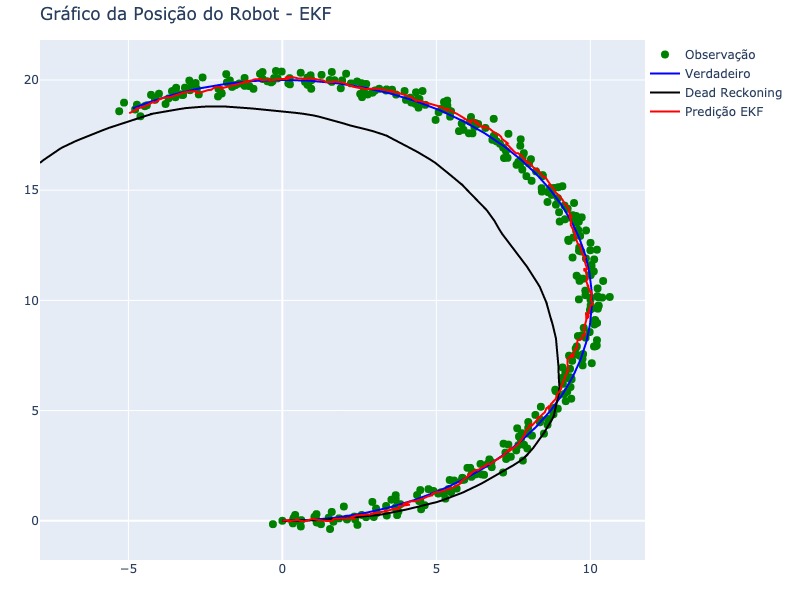 Gráfico da Posição do Robot - EKF
Observação
Verdadeiro
Dead Reckoning
Predição EKF
20
15
10
5
0
−5
0
5
10